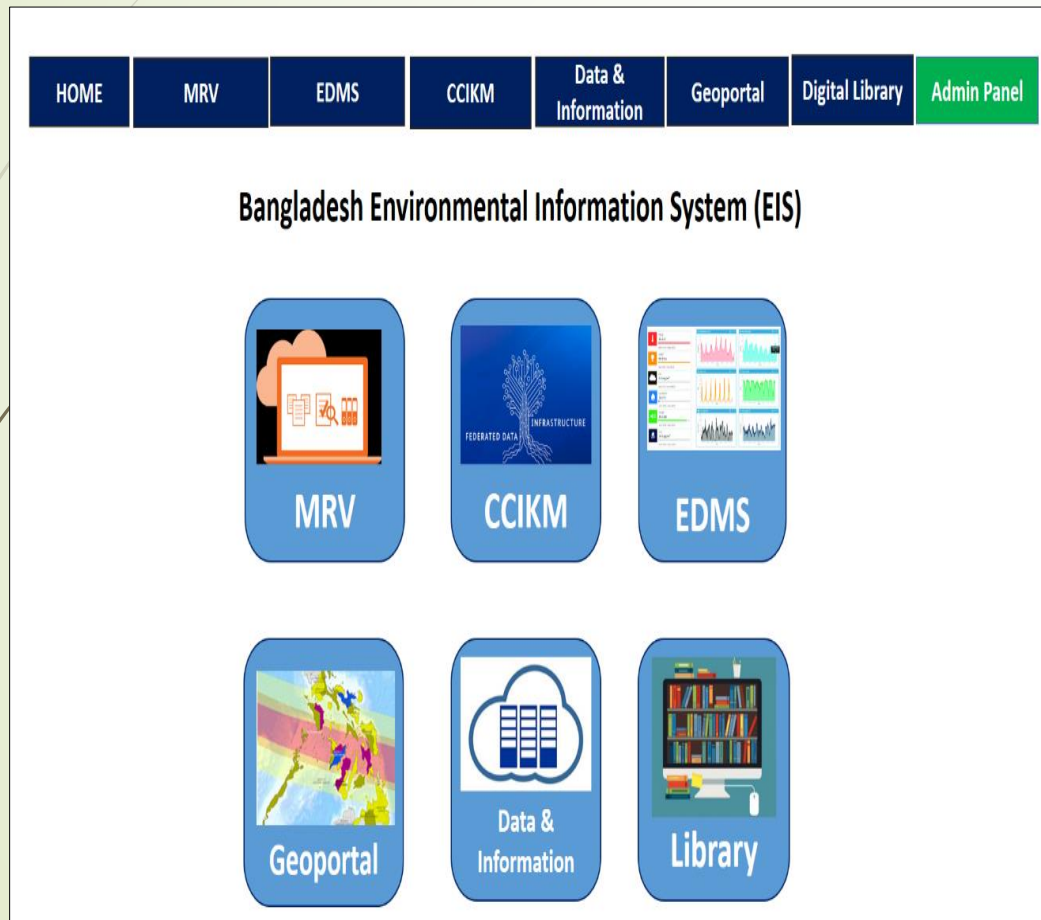 HOME MRV EDMS CCIKM Data & Information Geoportal Digital Library Admin Panel
Bangladesh Environmental Information System (EIS)
FEDERATED DATA INFRASTRUCTURE
MRV CCIKM EDMS
Geoportal Data & Information Library